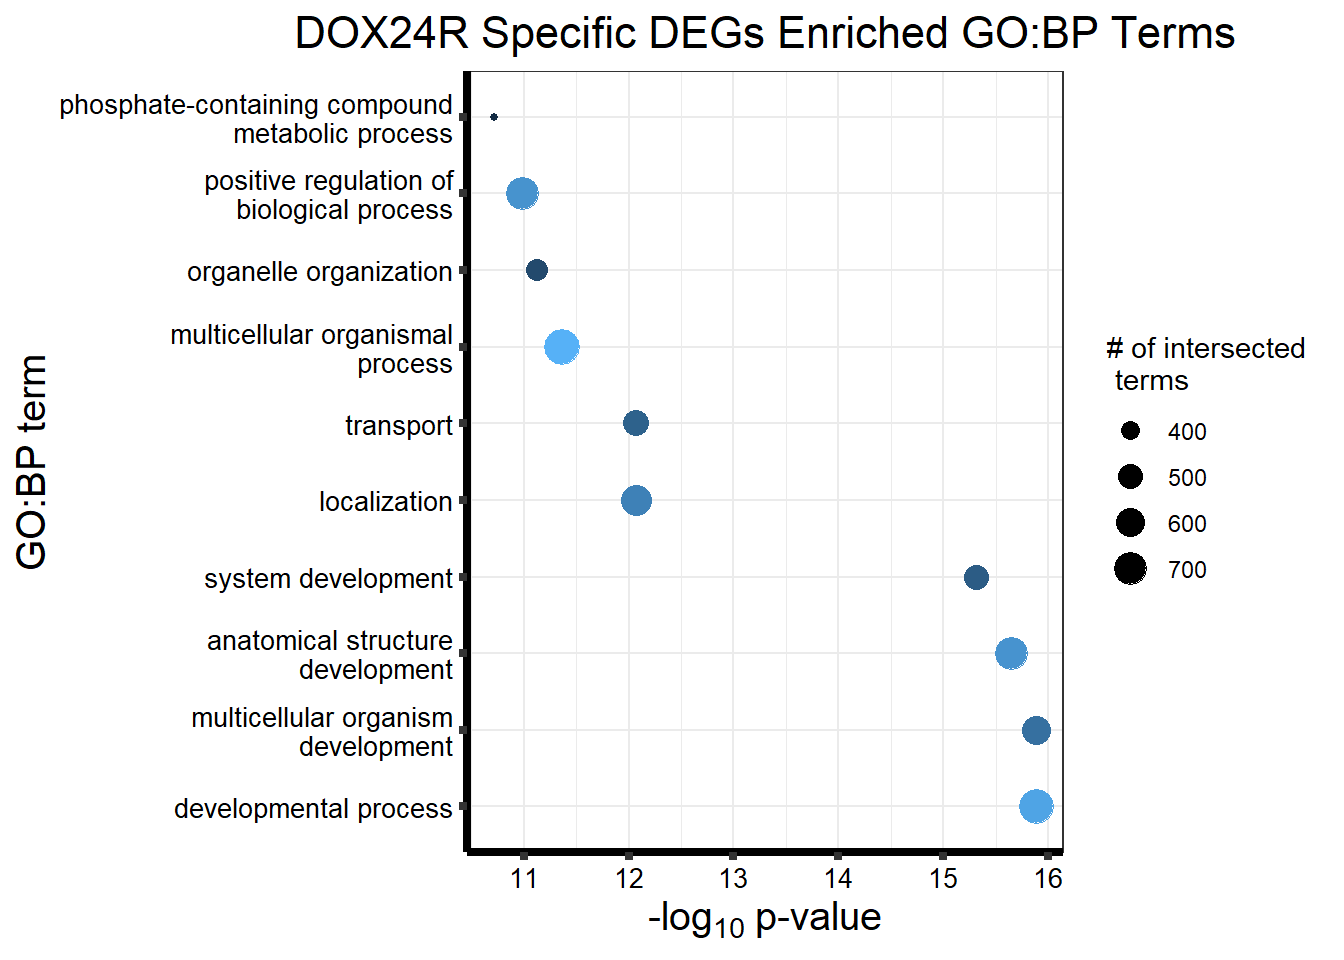 DOX24R Specific DEGs Enriched GO:BP Terms
GO:BP term
phosphate-containing compound
metabolic process
positive regulation of
biological process
organelle organization
multicellular organismal
process
transport
localization
system development
anatomical structure
development
multicellular organism
development
developmental process
11 12 13 14 15 16
-log10 p-value
# of intersected
terms
400
500
600
700